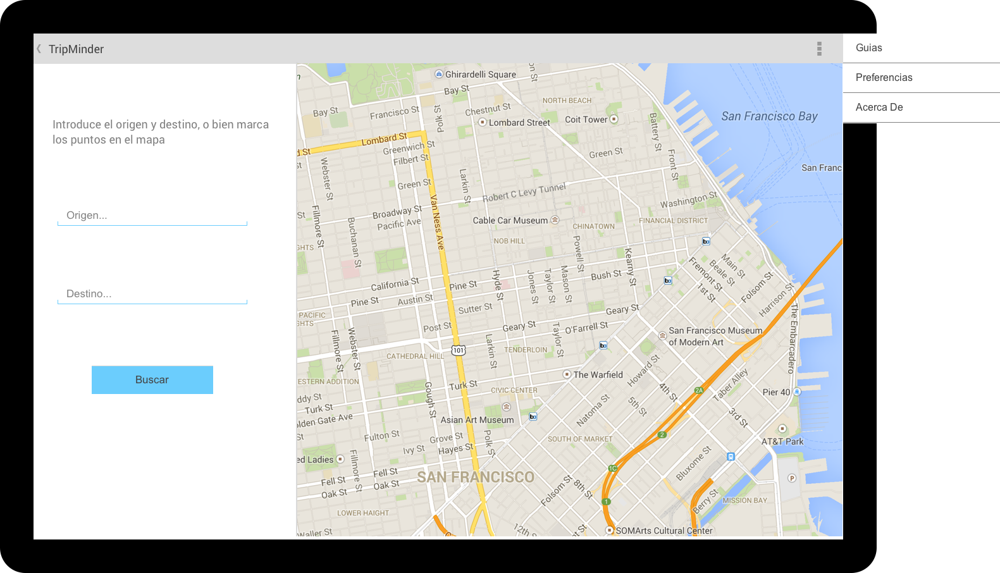 TripMinder
Guias
Preferencias
Acerca De
Introduce el origen y destino, o bien marca
los puntos en el mapa
Origen...
Destino...
Buscar
Ghirardelli Square
Bay St
NORTH BEACH
Chestnut St
Bay St
Francisco St
Polk St
Lombard Street
Coit Tower
Battery St
San Francisco Bay
Lombard St
Greenwich St
Filbert St
Green St
Front St
Webster St
Larkin St
San Franc
Green St
Robert C Levy Tunnel
Washington St
Van Ness Ave
Broadway St
Pacific Ave
Fillmore St
Buchanan St
Cable Car Museum
CHINATOWN
FINANCIAL DISTRICT
NOB HILL
Powell St
Kearny St
GHTS
Main St
Beale St
Fremont St
1st St
Folsom St
Harrison St
The Embarcadero
California St
Pine St
Hyde St
Jones St
Taylor St
Mason St
Bush St
Pine St
Austin St
Sutter St
Geary St
PACIFIC
GHTS
Post St
Geary St
O'Farrell St
Taylor St
San Francisco Museum
of Modern Art
Fillmore St
Webster St
101
Larkin St
TENDERLOIN
CATHEDRAL HILL
The Warfield
Howard St
4th St
2A
Taber Alley
ESTERN ADDITION
Turk St
CIVIC CENTER
Gough St
Pier 40
ddy St
Turk St
lden Gate Ave
Asian Art Museum
Natoma St
5th St
3rd St
Fulton St
Grove St
Polk St
SOUTH OF MARKET
2
AT&T Park
Ivy St
Hayes St
ed Ladies
Fillmore St
Fell St
SAN FRANCISCO
1C
Bluxome St
P
Fell St
Oak St
Oak St
Folsom St
8th St
1
Berry St
MISSION BAY
LOWER HAIGHT
12th St
SOMArts Cultural Center
Waller St